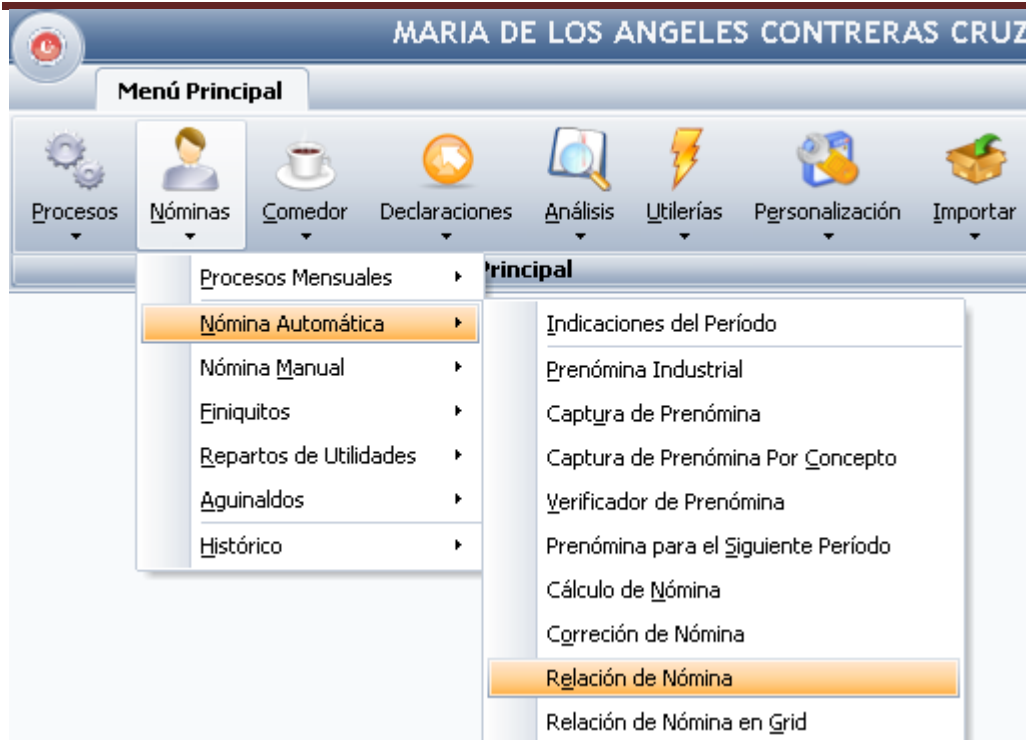 MARIA DE LOS ANGELES CONTRERAS CRUZ
Menú Principal
Procesos Nóminas Comedor Declaraciones Análisis Utilerías Personalización Importar
Principal
Procesos Mensuales
Nómina Automática
Nómina Manual
Finiquitos
Repartos de Utilidades
Aguinaldos
Histórico
Indicaciones del Período
Prenómina Industrial
Captura de Prenómina
Captura de Prenómina Por Concepto
Verificador de Prenómina
Prenómina para el Siguiente Período
Cálculo de Nómina
Correción de Nómina
Relación de Nómina
Relación de Nómina en Grid